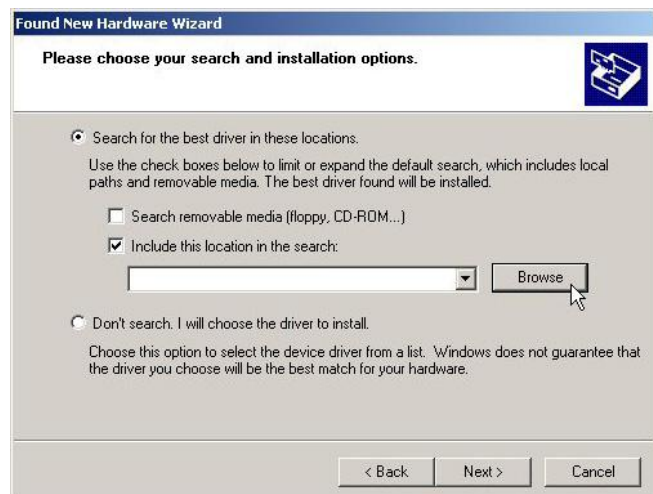 Found New Hardware Wizard
Please choose your search and installation options.
Search for the best driver in these locations.
Use the check boxes below to limit or expand the default search, which includes local
paths and removable media. The best driver found will be installed.
Search removable media (floppy, CD-ROM...)
Include this location in the search:
Browse
Don't search. I will choose the driver to install.
Choose this option to select the device driver from a list. Windows does not guarantee that
the driver you choose will be the best match for your hardware.
< Back Next > Cancel